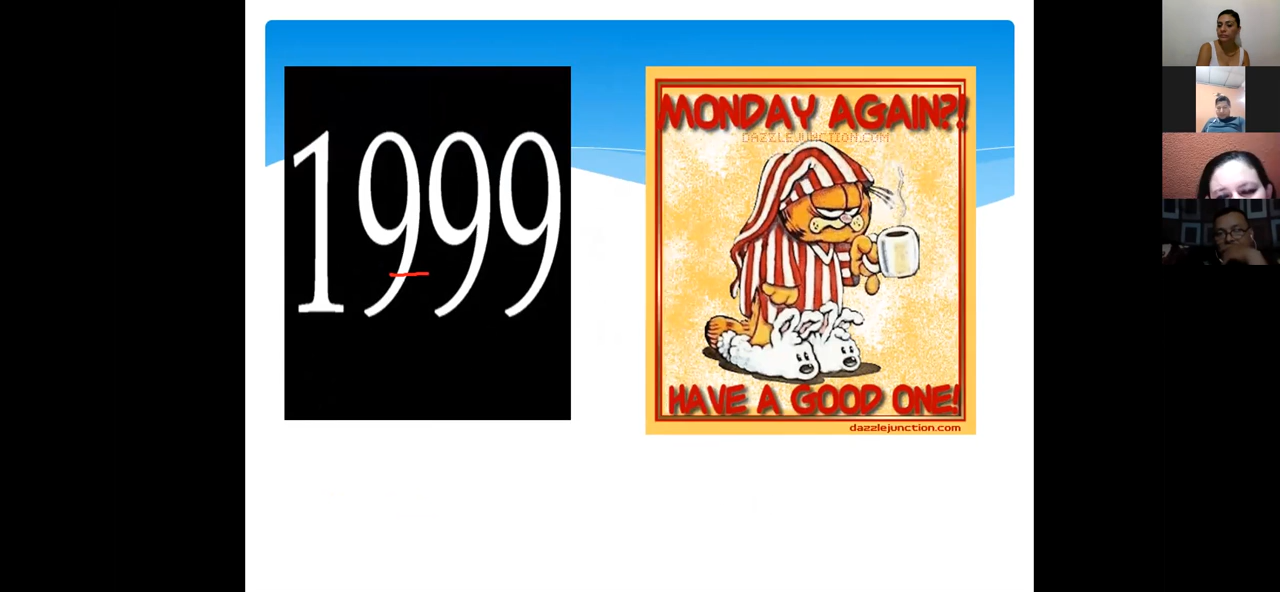 1999
MONDAY AGAIN?!
DAZZLEJUNCTION.COM
HAVE A GOOD ONE!
dazzlejunction.com